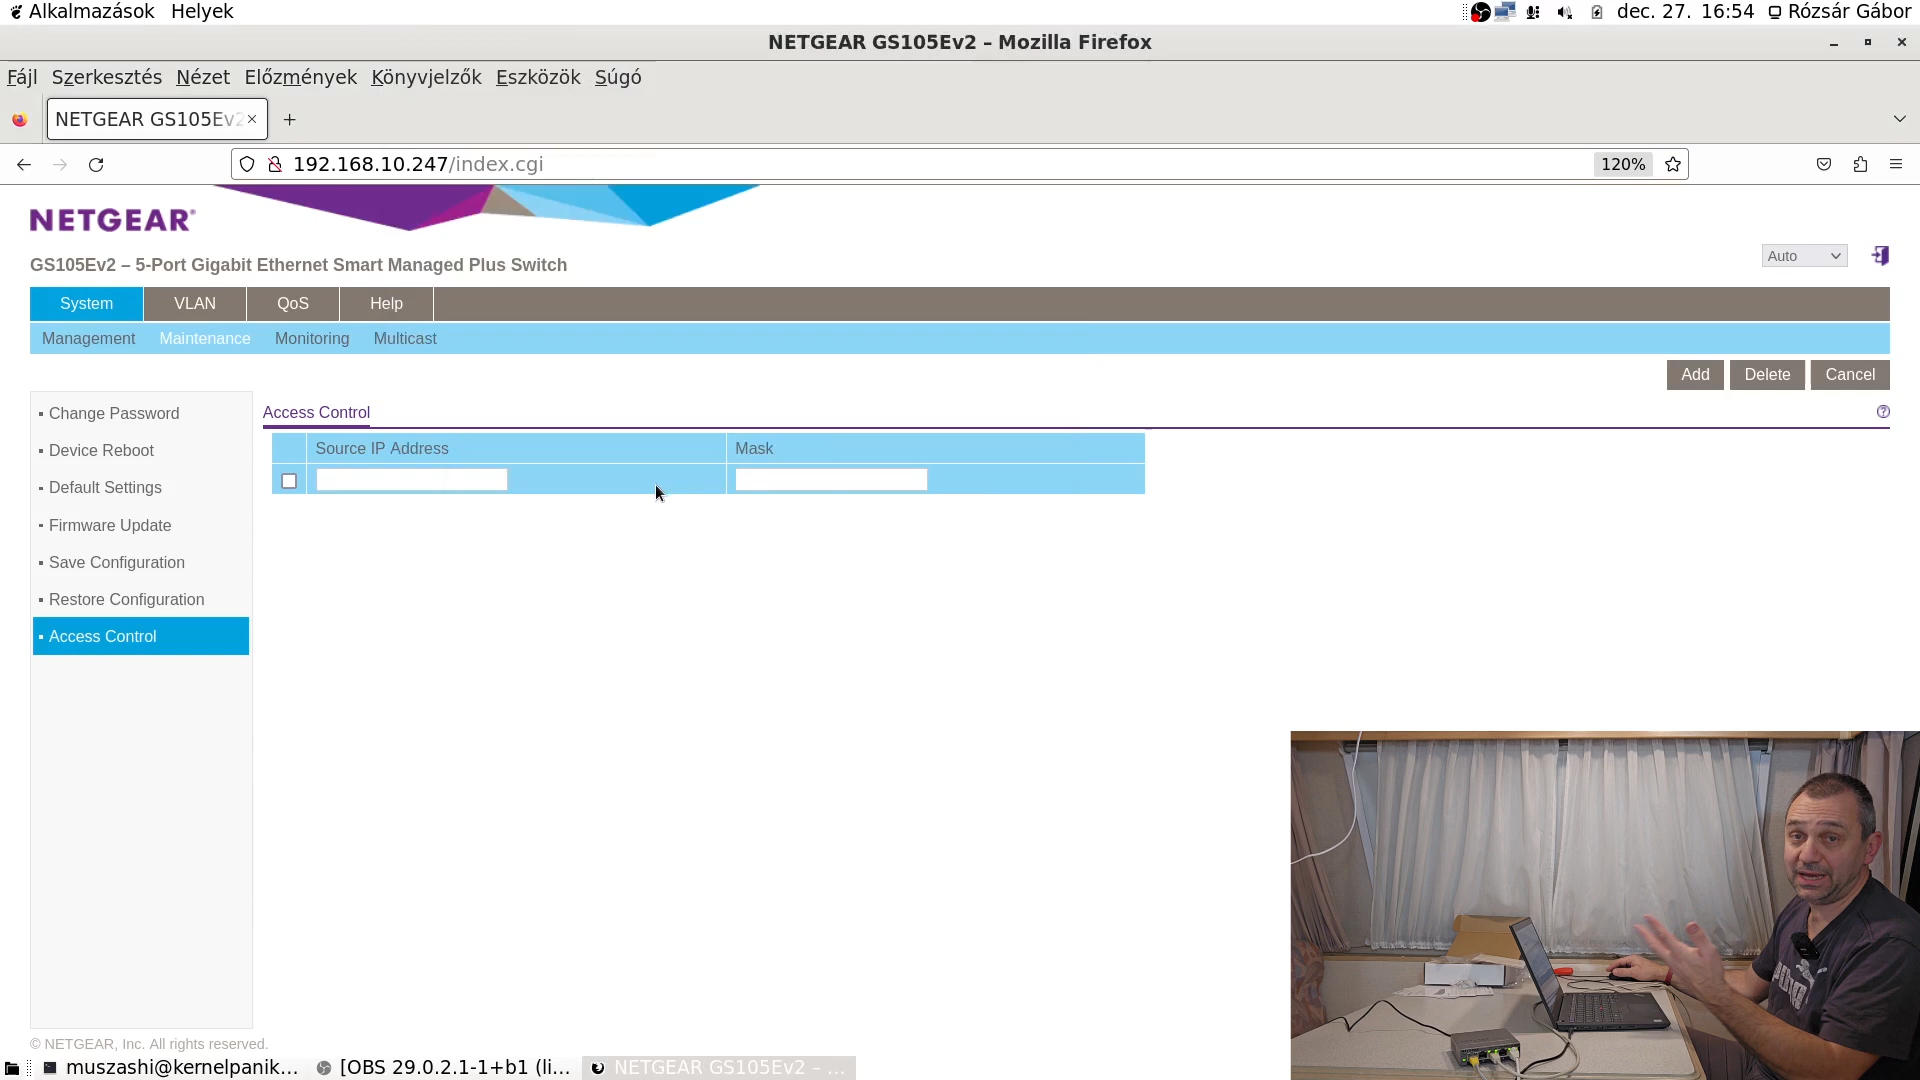 Alkalmazások Helyek dec. 27. 16:54 Rózsár Gábor
NETGEAR GS105Ev2 – Mozilla Firefox
Fájl Szerkesztés Nézet Előzmények Könyvjelzők Eszközök Súgó
NETGEAR GS105Ev2
192.168.10.247/index.cgi 120%
NETGEAR®
GS105Ev2 – 5-Port Gigabit Ethernet Smart Managed Plus Switch
Auto
System VLAN QoS Help
Management Maintenance Monitoring Multicast
Add Delete Cancel
Change Password
Device Reboot
Default Settings
Firmware Update
Save Configuration
Restore Configuration
Access Control
Access Control
Source IP Address Mask
© NETGEAR, Inc. All rights reserved.
muszashi@kernelpanik... [OBS 29.0.2.1-1+b1 (li... NETGEAR GS105Ev2 – ...